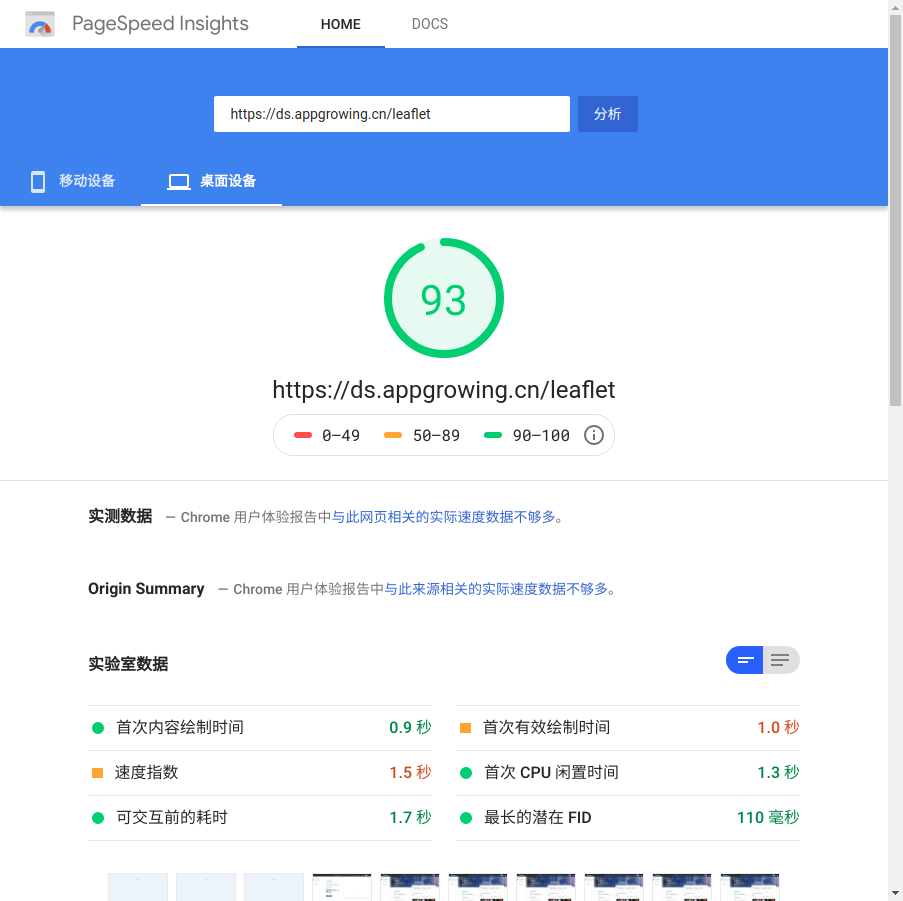 PageSpeed Insights HOME DOCS
https://ds.appgrowing.cn/leaflet 分析
移动设备 桌面设备
93
https://ds.appgrowing.cn/leaflet
0–49 50–89 90–100
实测数据 — Chrome 用户体验报告中与此网页相关的实际速度数据不够多。
Origin Summary — Chrome 用户体验报告中与此来源相关的实际速度数据不够多。
实验室数据
首次内容绘制时间 0.9 秒 首次有效绘制时间 1.0 秒
速度指数 1.5 秒 首次 CPU 闲置时间 1.3 秒
可交互前的耗时 1.7 秒 最长的潜在 FID 110 毫秒